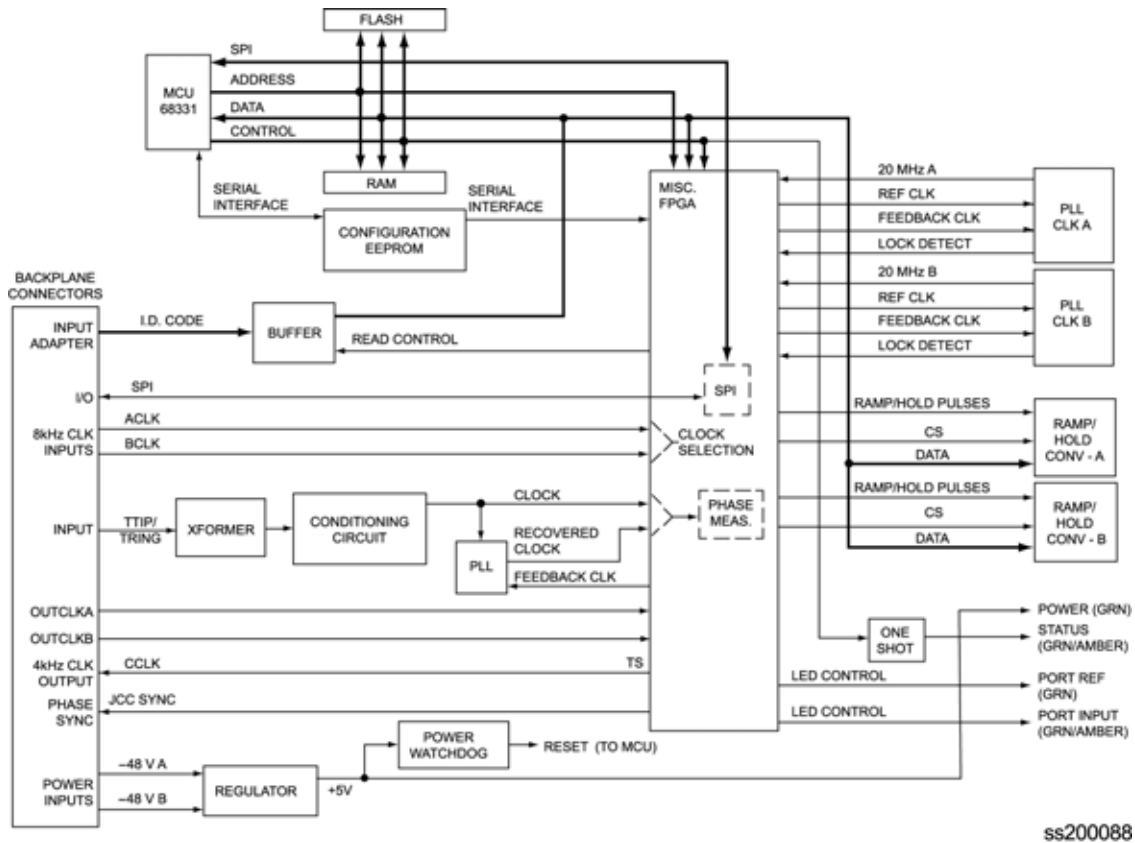 FLASH
SPI
MCU
68331
ADDRESS
DATA
CONTROL
RAM
SERIAL
INTERFACE
SERIAL
INTERFACE
CONFIGURATION
EEPROM
MISC.
FPGA
20 MHz A
REF CLK
FEEDBACK CLK
LOCK DETECT
PLL
CLK A
20 MHz B
REF CLK
FEEDBACK CLK
LOCK DETECT
PLL
CLK B
BACKPLANE
CONNECTORS
INPUT
ADAPTER
I.D. CODE
BUFFER
READ CONTROL
I/O
SPI
SPI
8kHz CLK
INPUTS
ACLK
BCLK
CLOCK
SELECTION
RAMP/HOLD PULSES
CS
DATA
RAMP/
HOLD
CONV - A
RAMP/HOLD PULSES
CS
DATA
RAMP/
HOLD
CONV - B
INPUT
TTIP/
TRING
XFORMER
CONDITIONING
CIRCUIT
CLOCK
PHASE
MEAS.
PLL
RECOVERED
CLOCK
FEEDBACK CLK
OUTCLKA
OUTCLKB
4kHz CLK
OUTPUT
CCLK
TS
PHASE
SYNC
JCC SYNC
ONE
SHOT
POWER (GRN)
STATUS
(GRN/AMBER)
LED CONTROL
PORT REF
(GRN)
LED CONTROL
PORT INPUT
(GRN/AMBER)
POWER
WATCHDOG
RESET (TO MCU)
POWER
INPUTS
–48 V A
–48 V B
REGULATOR
+5V
ss200088